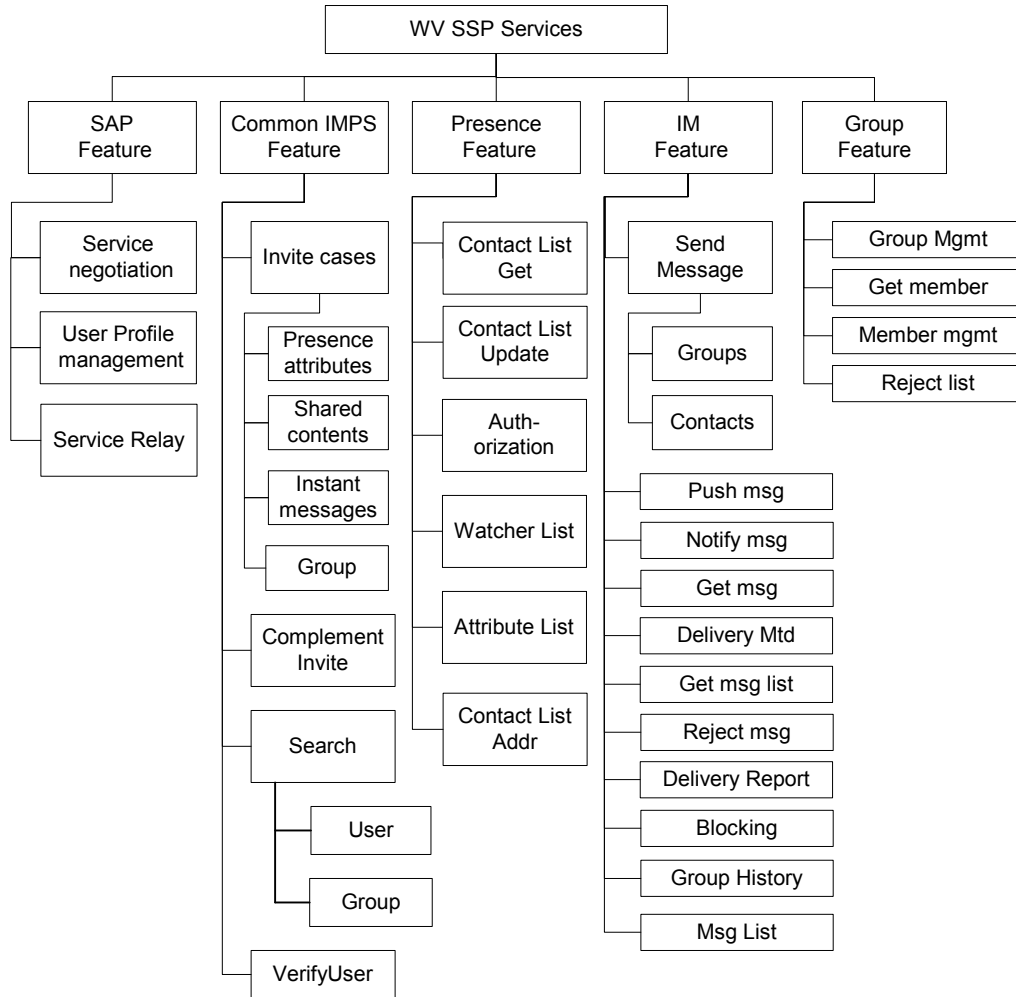 WV SSP Services
SAP
Feature
Common IMPS
Feature
Presence
Feature
IM
Feature
Group
Feature
Service
negotiation
User Profile
management
Service Relay
Invite cases
Presence
attributes
Shared
contents
Instant
messages
Group
Complement
Invite
Search
User
Group
VerifyUser
Contact List
Get
Contact List
Update
Auth-
orization
Watcher List
Attribute List
Contact List
Addr
Send
Message
Groups
Contacts
Push msg
Notify msg
Get msg
Delivery Mtd
Get msg list
Reject msg
Delivery Report
Blocking
Group History
Msg List
Group Mgmt
Get member
Member mgmt
Reject list